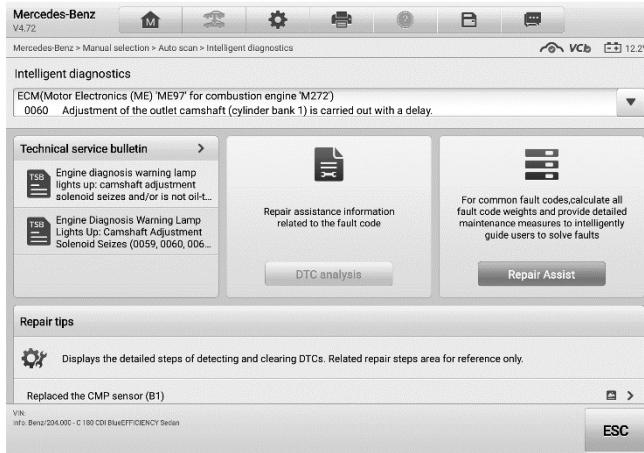 Mercedes-Benz
V4.72
M
VCI
12.2
Mercedes-Benz > Manual selection > Auto scan > Intelligent diagnostics
Intelligent diagnostics
ECM(Motor Electronics (ME) 'ME97' for combustion engine 'M272')
0060 Adjustment of the outlet camshaft (cylinder bank 1) is carried out with a delay.
Technical service bulletin >
TSB
Engine diagnosis warning lamp
lights up: camshaft adjustment
solenoid seizes and/or is not oil-t...
TSB
Engine Diagnosis Warning Lamp
Lights Up: Camshaft Adjustment
Solenoid Seizes (0059, 0060, 006...
Repair assistance information
related to the fault code
DTC analysis
For common fault codes,calculate all
fault code weights and provide detailed
maintenance measures to intelligently
guide users to solve faults
Repair Assist
Repair tips
Displays the detailed steps of detecting and clearing DTCs. Related repair steps area for reference only.
Replaced the CMP sensor (B1) >
VIN:
Info: Benz/204.000 - C 180 CDI BlueEFFICIENCY Sedan
ESC